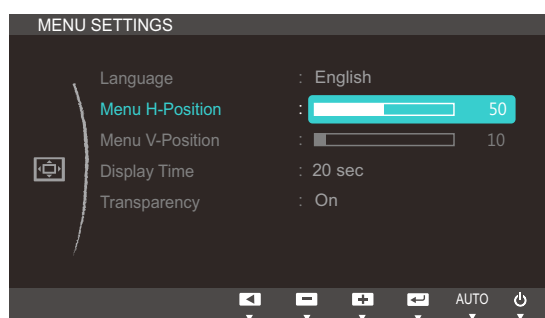 MENU SETTINGS
Language : English
Menu H-Position : 50
Menu V-Position : 10
Display Time : 20 sec
Transparency : On
AUTO